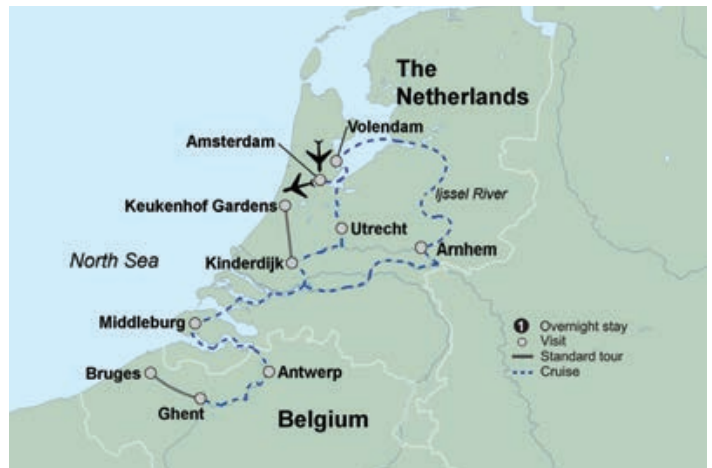 The
Netherlands
Volendam
Amsterdam
Ijssel River
Keukenhof Gardens
Utrecht
Arnhem
North Sea
Kinderdijk
Middleburg
1 Overnight stay
Visit
Standard tour
Cruise
Bruges
Antwerp
Ghent
Belgium